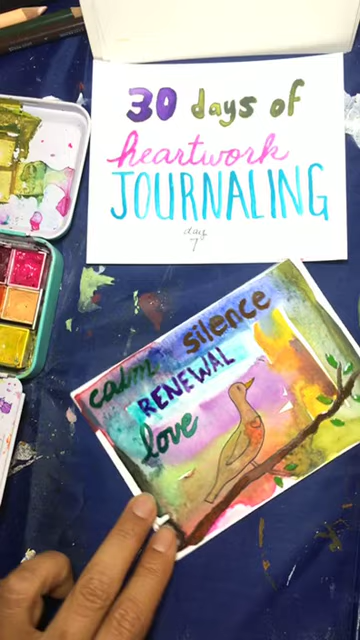 30 days of
heartwork
JOURNALING
day
7
calm silence
RENEWAL
love